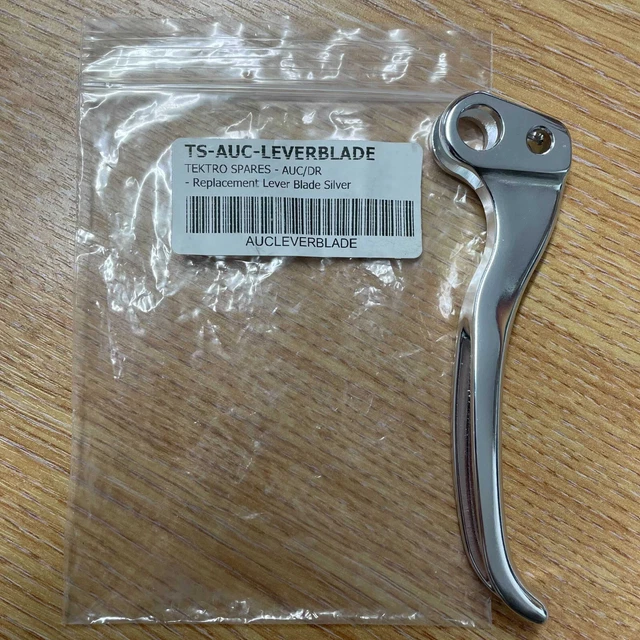 TS-AUC-LEVERBLADE
TEKTRO SPARES - AUC/DR
- Replacement Lever Blade Silver
AUCLEVERBLADE